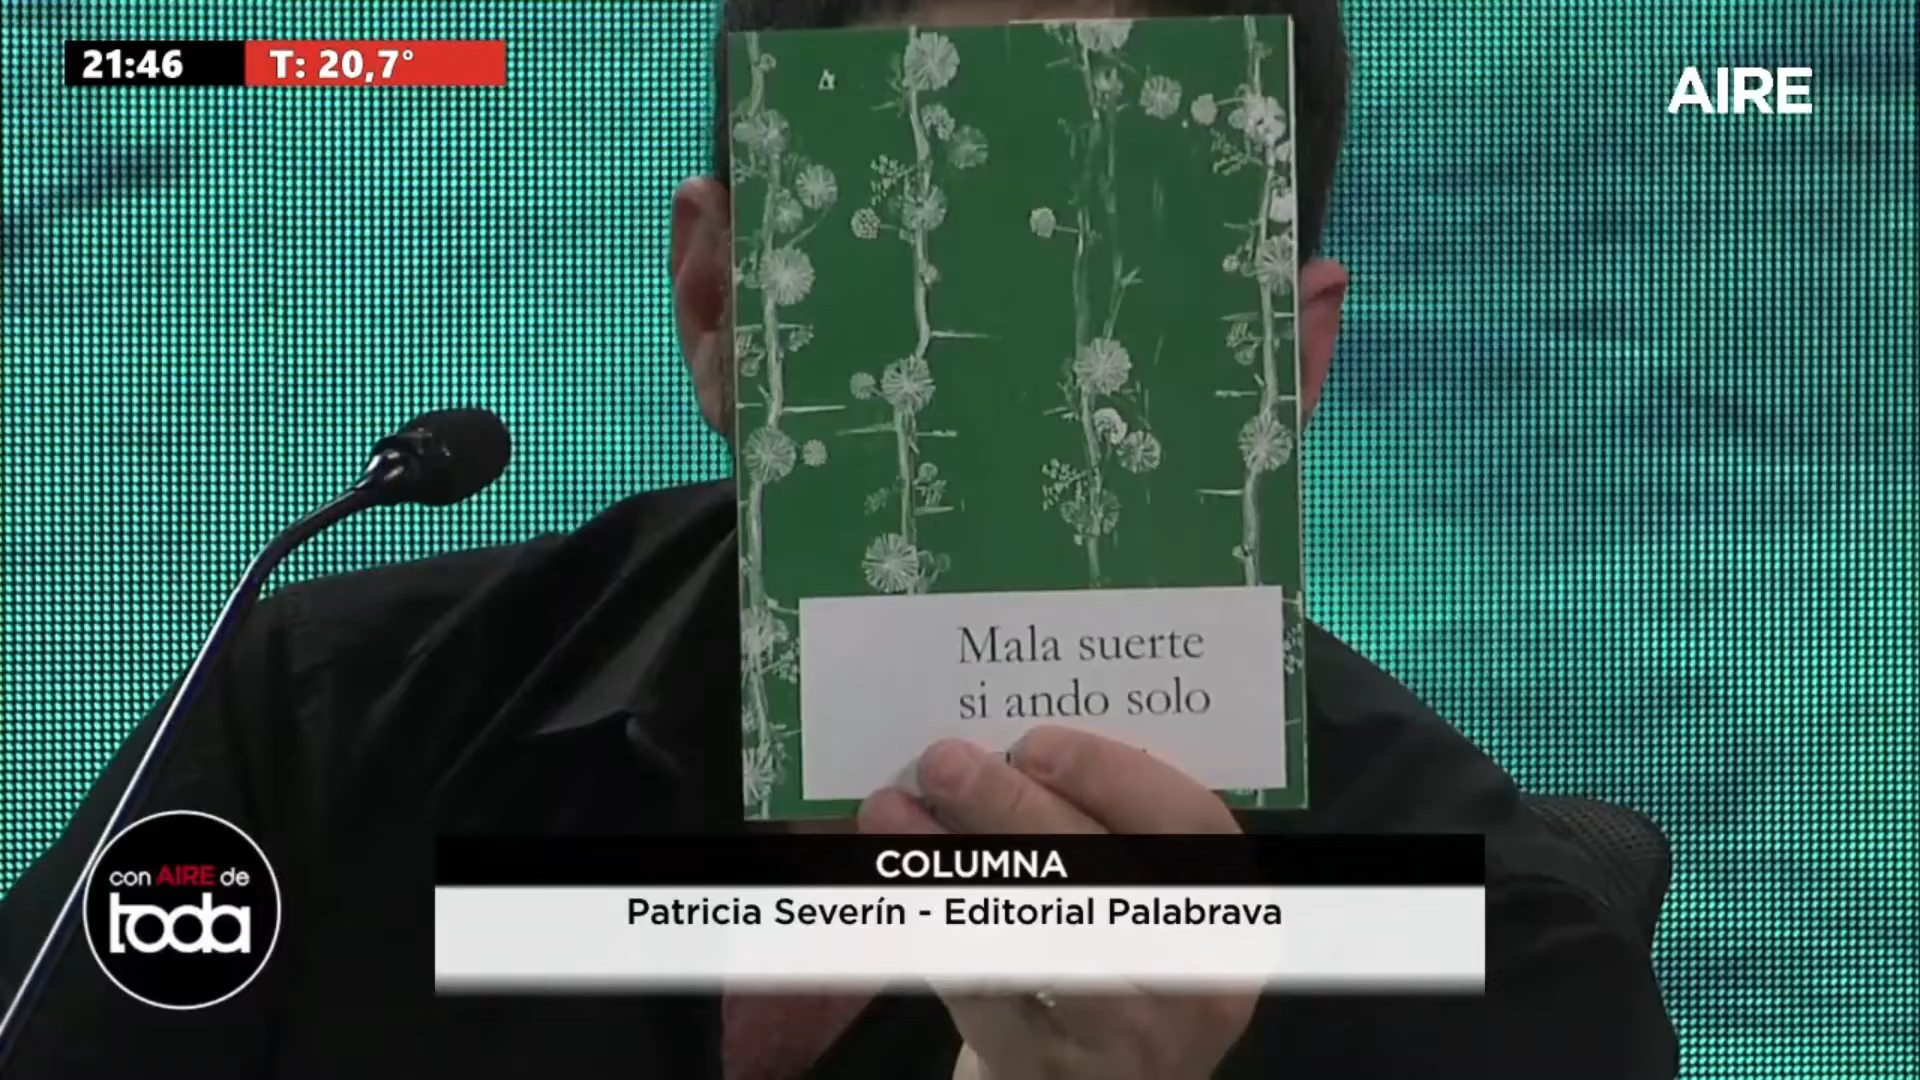 21:46
T: 20,7°
AIRE
Mala suerte
si ando solo
COLUMNA
Patricia Severín - Editorial Palabrava
con AIRE de
toda